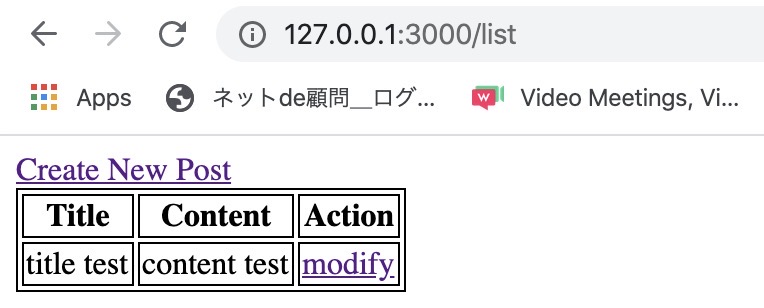 127.0.0.1:3000/list
Apps ネットde顧問__ログ... Video Meetings, Vi...
Create New Post
Title Content Action
title test content test modify